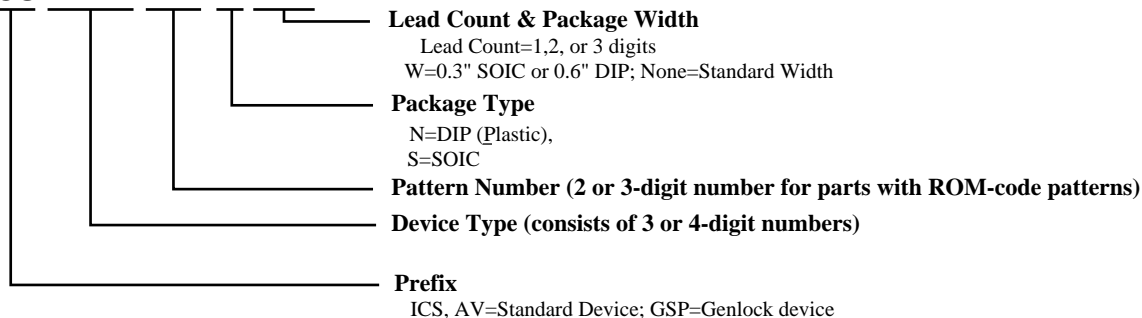 Lead Count & Package Width
Lead Count=1,2, or 3 digits
W=0.3" SOIC or 0.6" DIP; None=Standard Width
Package Type
N=DIP (Plastic),
S=SOIC
Pattern Number (2 or 3-digit number for parts with ROM-code patterns)
Device Type (consists of 3 or 4-digit numbers)
Prefix
ICS, AV=Standard Device; GSP=Genlock device